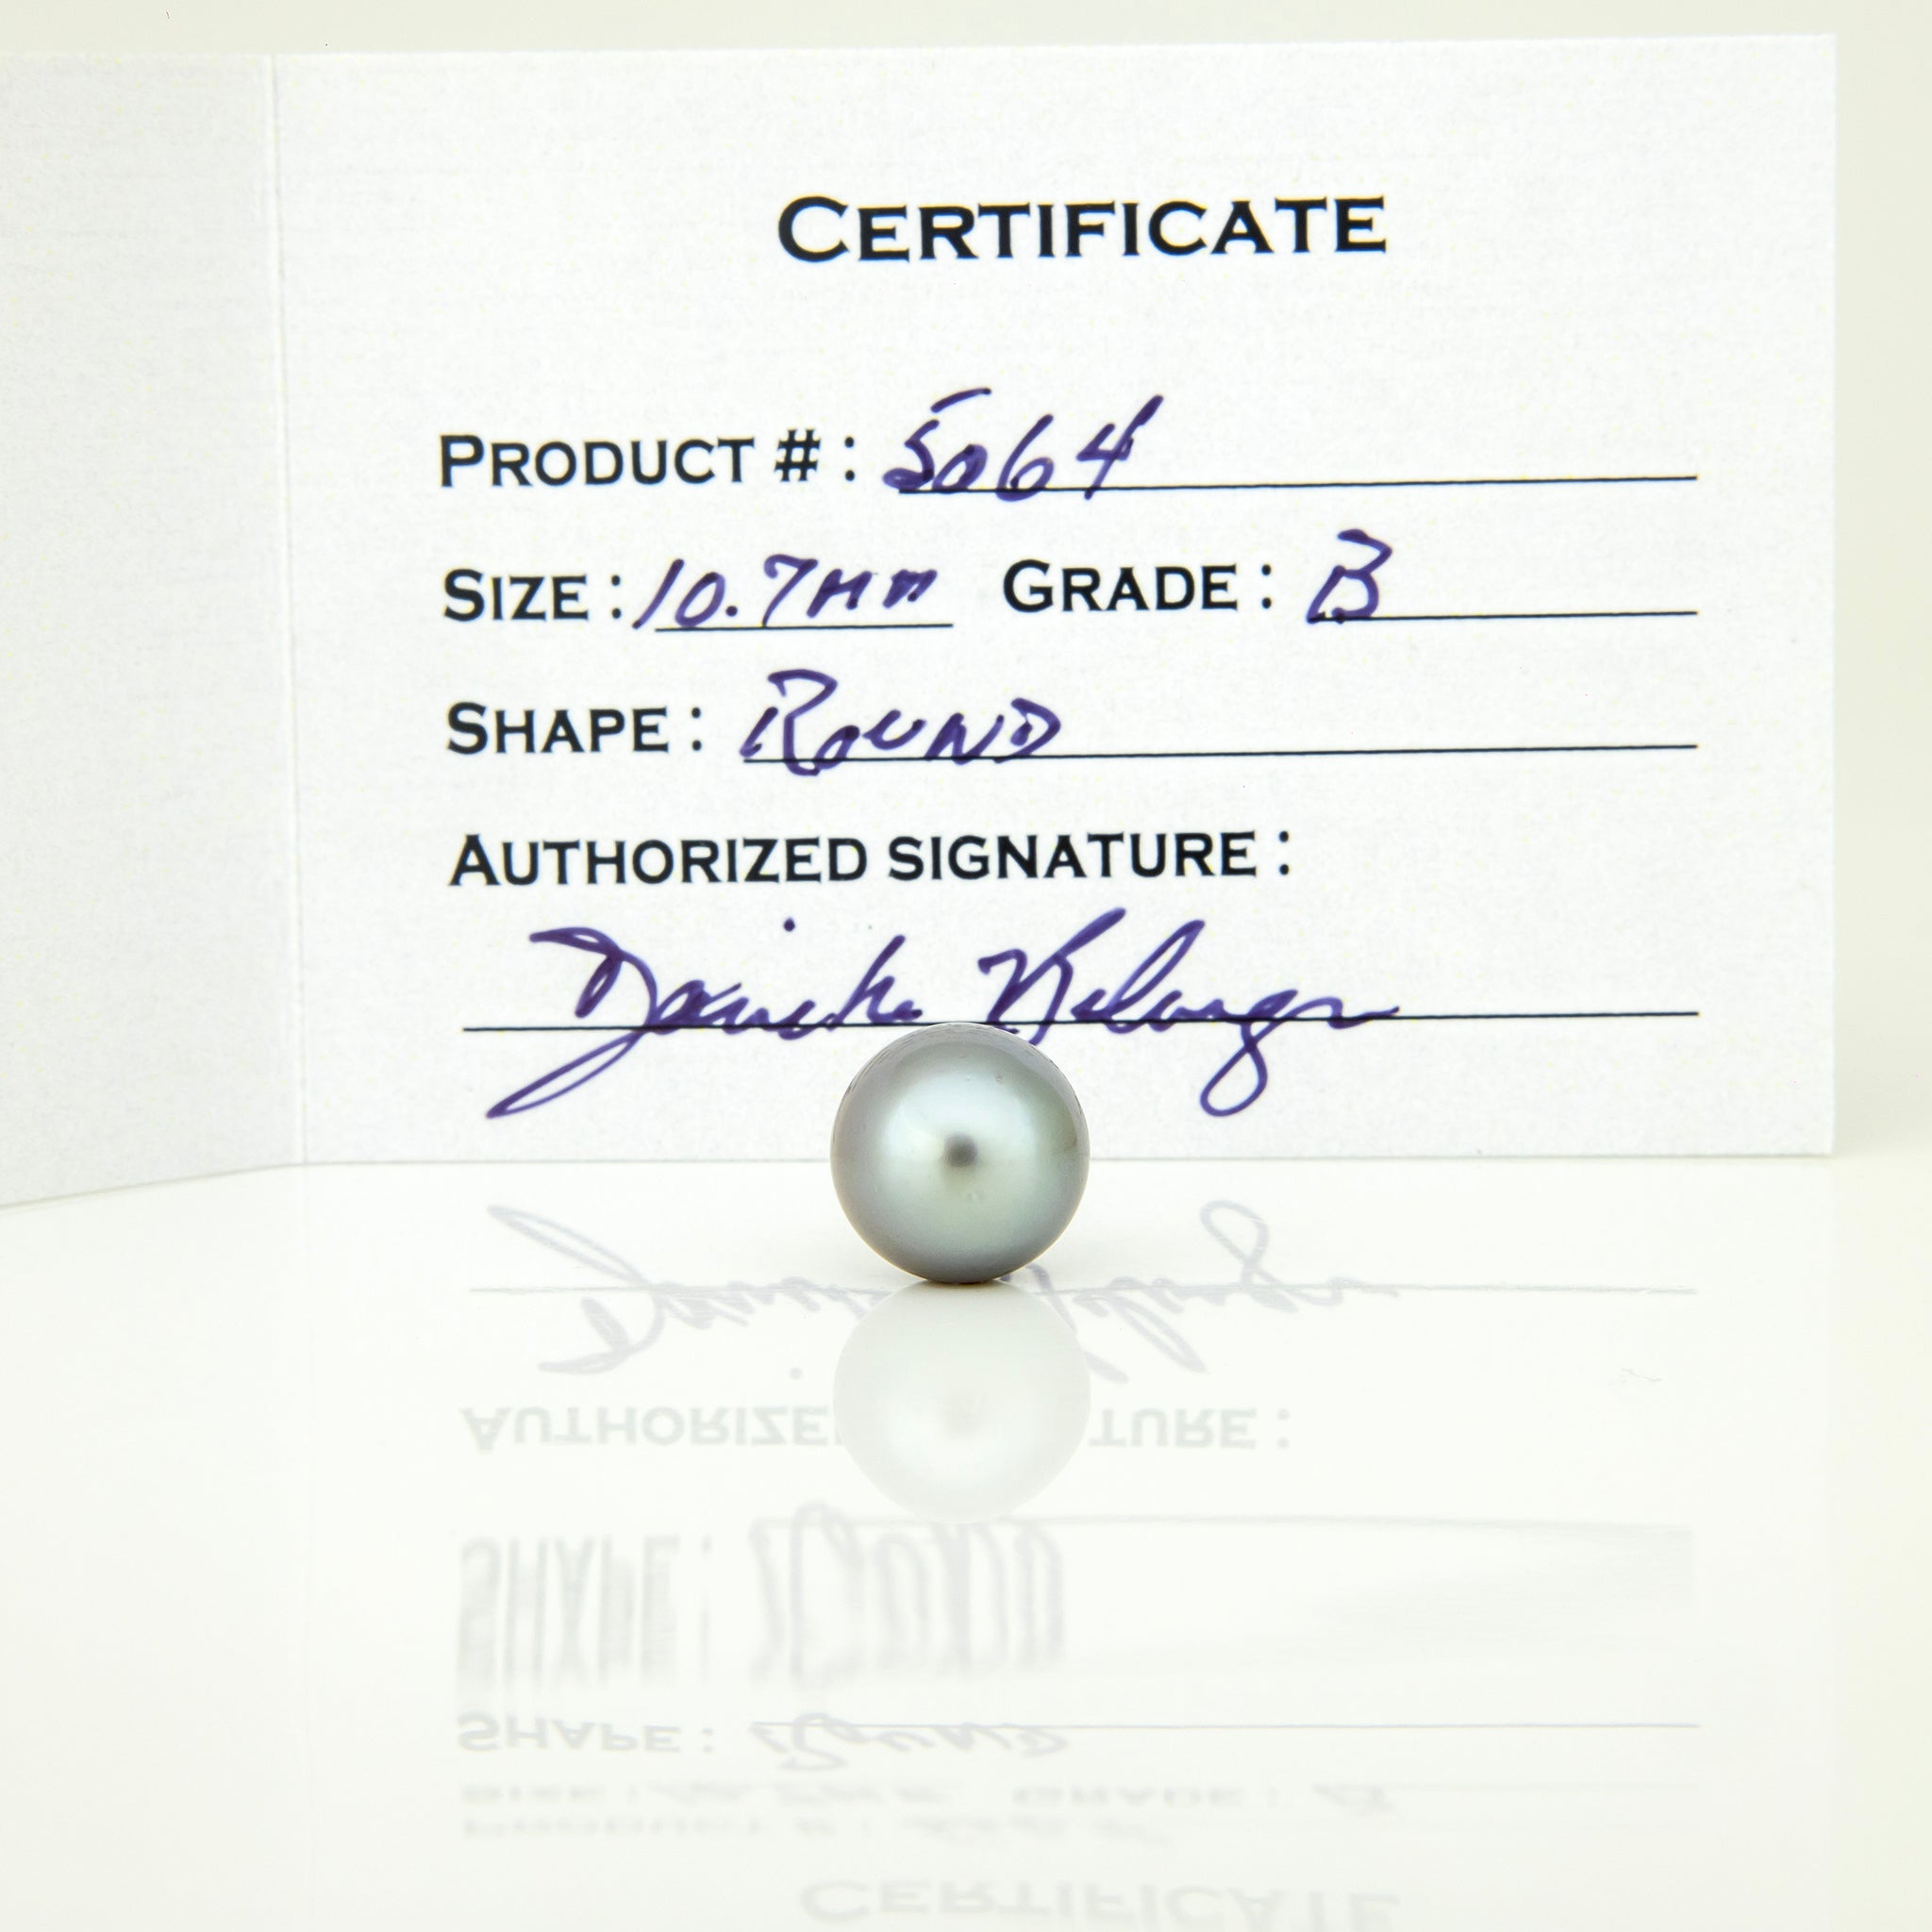 CERTIFICATE
PRODUCT #: 5064
SIZE: 10.7mm GRADE: B
SHAPE: ROUND
AUTHORIZED SIGNATURE: